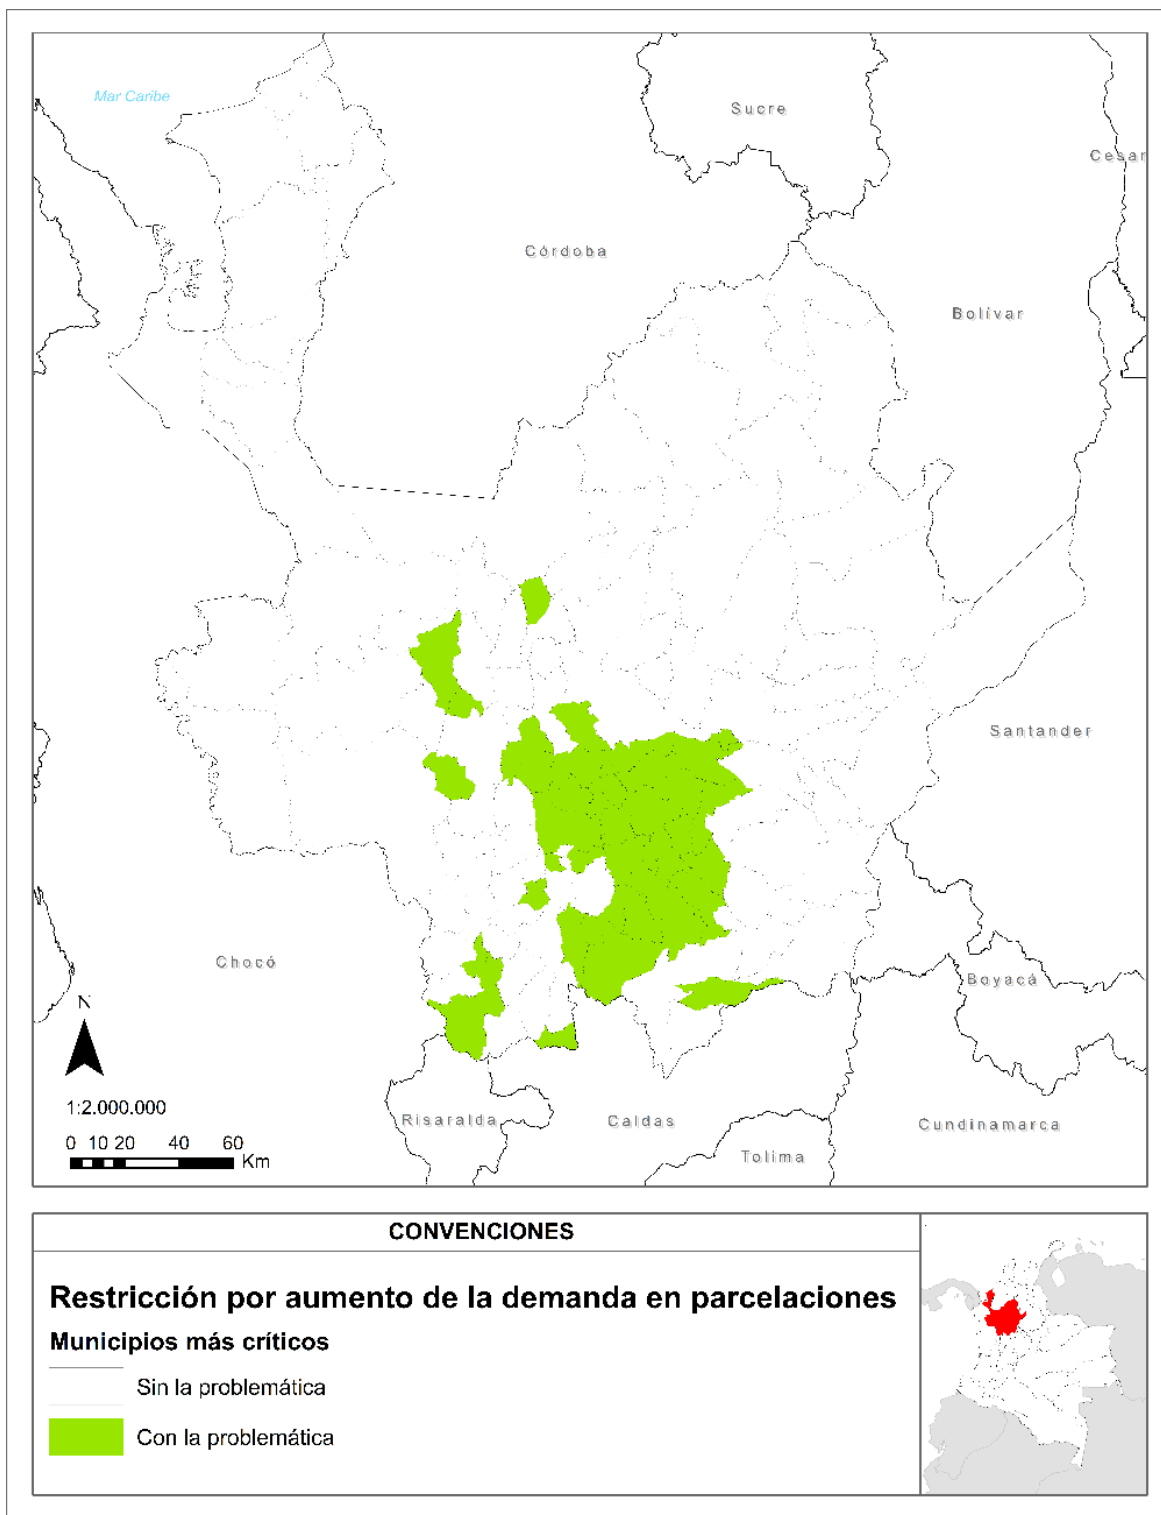 Mar Caribe
Sucre
Cesar
Córdoba
Bolívar
Santander
Chocó
Boyacá
N
1:2.000.000
Risaralda
Caldas
Cundinamarca
Tolima
0 10 20 40 60
Km
CONVENCIONES
Restricción por aumento de la demanda en parcelaciones
Municipios más críticos
Sin la problemática
Con la problemática